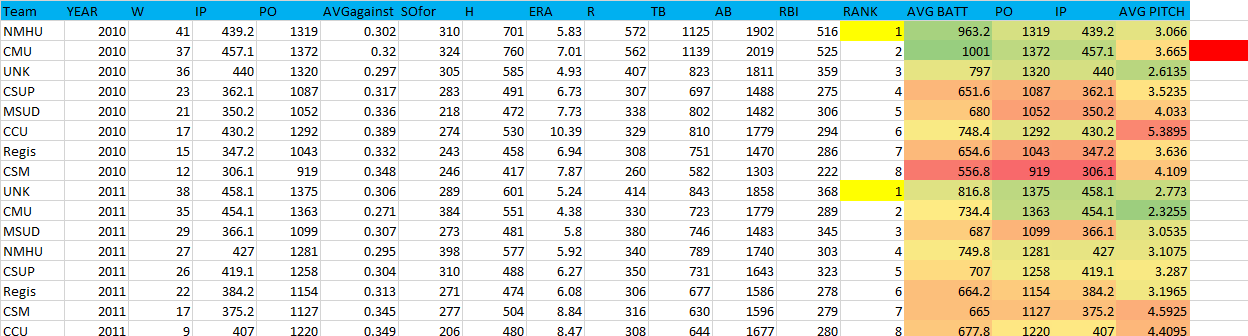 Team YEAR W IP PO AVGagainst SOfor H ERA R TB AB RBI RANK AVG BATT PO IP AVG PITCH
NMHU 2010 41 439.2 1319 0.302 310 701 5.83 572 1125 1902 516 1 963.2 1319 439.2 3.066
CMU 2010 37 457.1 1372 0.32 324 760 7.01 562 1139 2019 525 2 1001 1372 457.1 3.665
UNK 2010 36 440 1320 0.297 305 585 4.93 407 823 1811 359 3 797 1320 440 2.6135
CSUP 2010 23 362.1 1087 0.317 283 491 6.73 307 697 1488 275 4 651.6 1087 362.1 3.5235
MSUD 2010 21 350.2 1052 0.336 218 472 7.73 338 802 1482 306 5 680 1052 350.2 4.033
CCU 2010 17 430.2 1292 0.389 274 530 10.39 329 810 1779 294 6 748.4 1292 430.2 5.3895
Regis 2010 15 347.2 1043 0.332 243 458 6.94 308 751 1470 286 7 654.6 1043 347.2 3.636
CSM 2010 12 306.1 919 0.348 246 417 7.87 260 582 1303 222 8 556.8 919 306.1 4.109
UNK 2011 38 458.1 1375 0.306 289 601 5.24 414 843 1858 368 1 816.8 1375 458.1 2.773
CMU 2011 35 454.1 1363 0.271 384 551 4.38 330 723 1779 289 2 734.4 1363 454.1 2.3255
MSUD 2011 29 366.1 1099 0.307 273 481 5.8 380 746 1483 345 3 687 1099 366.1 3.0535
NMHU 2011 27 427 1281 0.295 398 577 5.92 340 789 1740 303 4 749.8 1281 427 3.1075
CSUP 2011 26 419.1 1258 0.304 310 488 6.27 350 731 1643 323 5 707 1258 419.1 3.287
Regis 2011 22 384.2 1154 0.313 271 474 6.08 306 677 1586 278 6 664.2 1154 384.2 3.1965
CSM 2011 17 375.2 1127 0.345 277 504 8.84 316 630 1596 279 7 665 1127 375.2 4.5925
CCU 2011 9 407 1220 0.349 206 480 8.47 308 644 1677 280 8 677.8 1220 407 4.4095